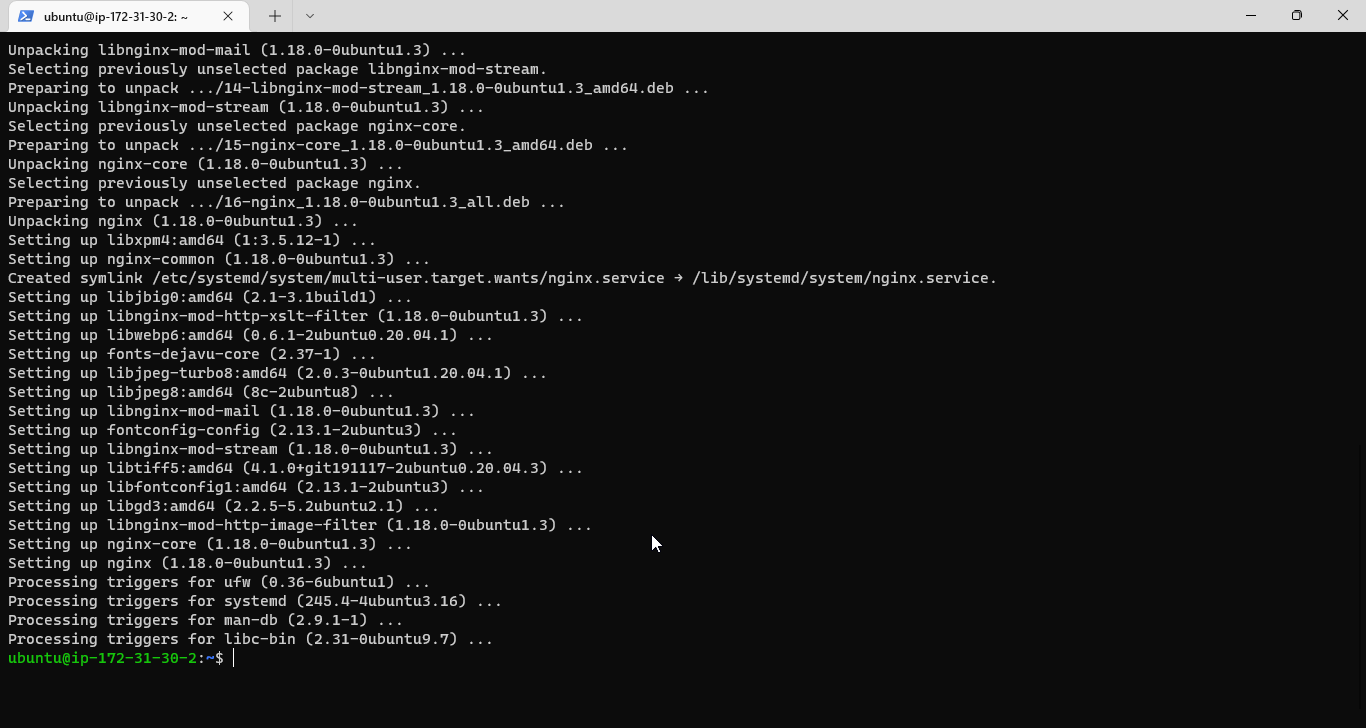 ubuntu@ip-172-31-30-2: ~
Unpacking libnginx-mod-mail (1.18.0-0ubuntu1.3) ...
Selecting previously unselected package libnginx-mod-stream.
Preparing to unpack .../14-libnginx-mod-stream_1.18.0-0ubuntu1.3_amd64.deb ...
Unpacking libnginx-mod-stream (1.18.0-0ubuntu1.3) ...
Selecting previously unselected package nginx-core.
Preparing to unpack .../15-nginx-core_1.18.0-0ubuntu1.3_amd64.deb ...
Unpacking nginx-core (1.18.0-0ubuntu1.3) ...
Selecting previously unselected package nginx.
Preparing to unpack .../16-nginx_1.18.0-0ubuntu1.3_all.deb ...
Unpacking nginx (1.18.0-0ubuntu1.3) ...
Setting up libxpm4:amd64 (1:3.5.12-1) ...
Setting up nginx-common (1.18.0-0ubuntu1.3) ...
Created symlink /etc/systemd/system/multi-user.target.wants/nginx.service → /lib/systemd/system/nginx.service.
Setting up libjbig0:amd64 (2.1-3.1build1) ...
Setting up libnginx-mod-http-xslt-filter (1.18.0-0ubuntu1.3) ...
Setting up libwebp6:amd64 (0.6.1-2ubuntu0.20.04.1) ...
Setting up fonts-dejavu-core (2.37-1) ...
Setting up libjpeg-turbo8:amd64 (2.0.3-0ubuntu1.20.04.1) ...
Setting up libjpeg8:amd64 (8c-2ubuntu8) ...
Setting up libnginx-mod-mail (1.18.0-0ubuntu1.3) ...
Setting up fontconfig-config (2.13.1-2ubuntu3) ...
Setting up libnginx-mod-stream (1.18.0-0ubuntu1.3) ...
Setting up libtiff5:amd64 (4.1.0+git191117-2ubuntu0.20.04.3) ...
Setting up libfontconfig1:amd64 (2.13.1-2ubuntu3) ...
Setting up libgd3:amd64 (2.2.5-5.2ubuntu2.1) ...
Setting up libnginx-mod-http-image-filter (1.18.0-0ubuntu1.3) ...
Setting up nginx-core (1.18.0-0ubuntu1.3) ...
Setting up nginx (1.18.0-0ubuntu1.3) ...
Processing triggers for ufw (0.36-6ubuntu1) ...
Processing triggers for systemd (245.4-4ubuntu3.16) ...
Processing triggers for man-db (2.9.1-1) ...
Processing triggers for libc-bin (2.31-0ubuntu9.7) ...
ubuntu@ip-172-31-30-2:~$